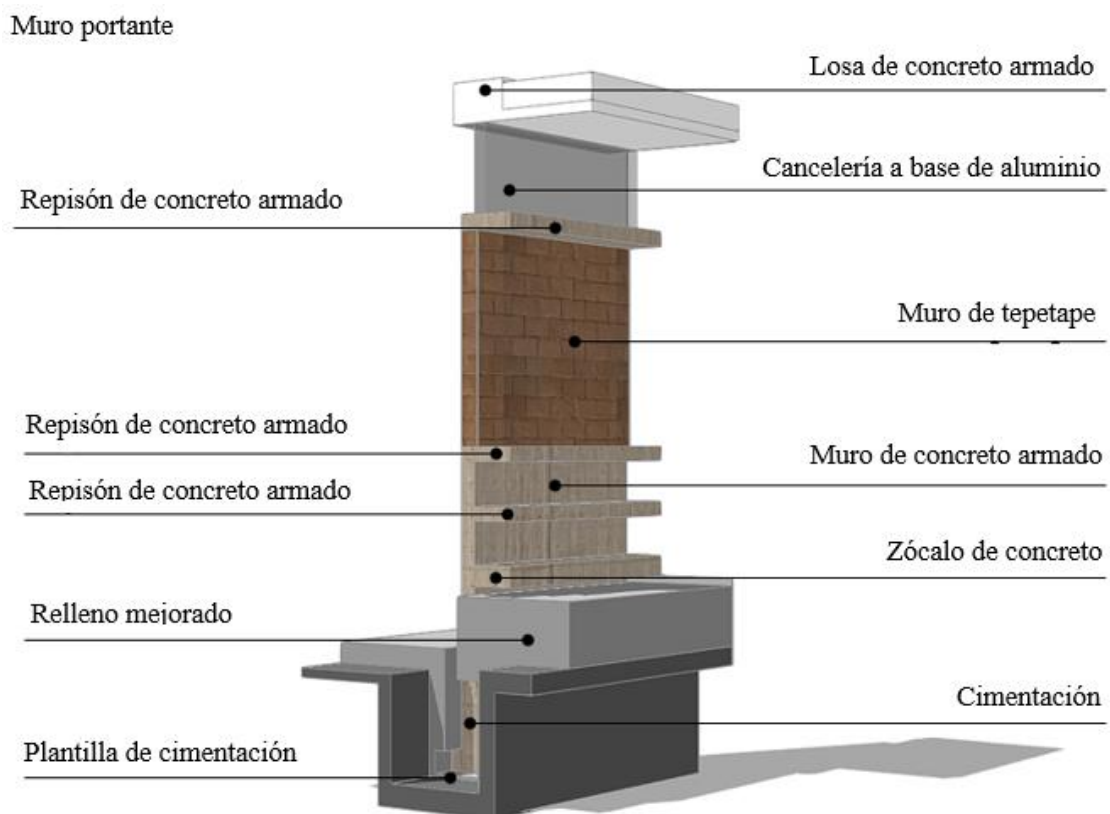 Muro portante
Losa de concreto armado
Cancelería a base de aluminio
Repisón de concreto armado
Muro de tepetape
Repisón de concreto armado
Muro de concreto armado
Repisón de concreto armado
Zócalo de concreto
Relleno mejorado
Cimentación
Plantilla de cimentación